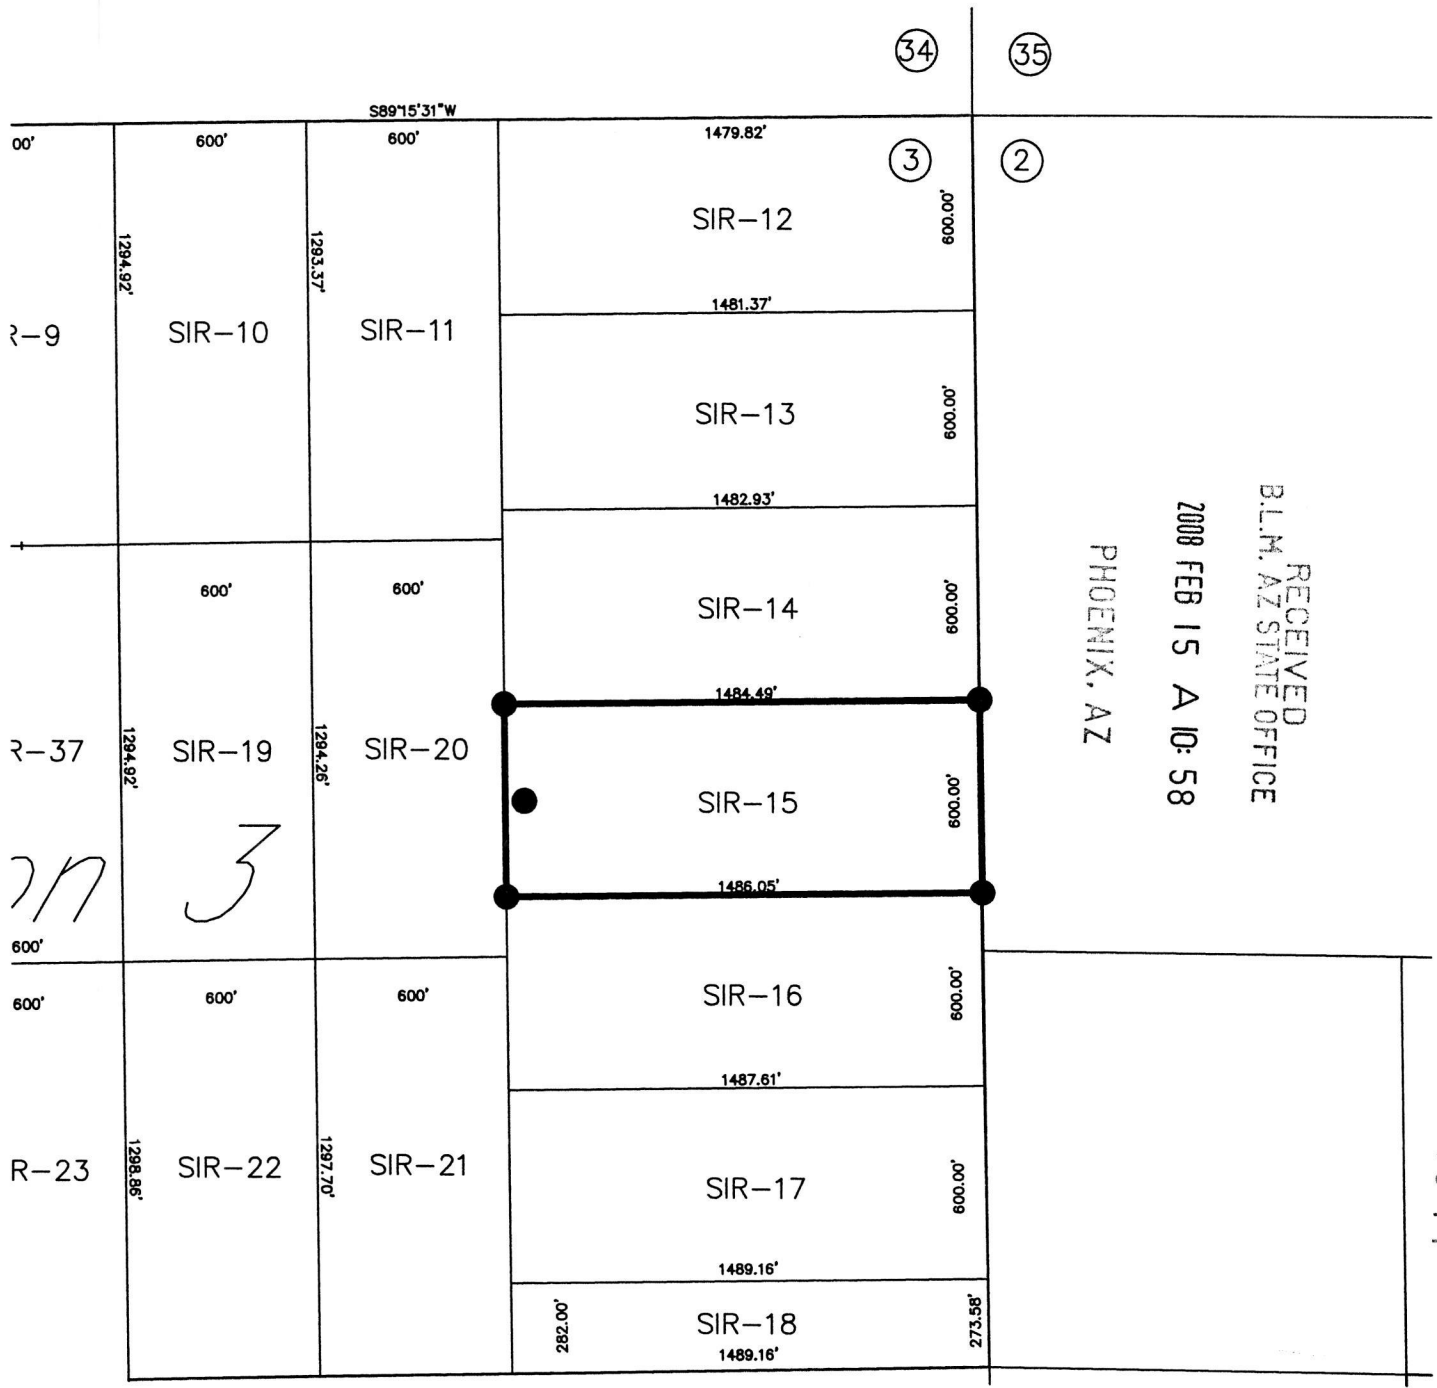 34
35
S89°15'31"W
00'
600'
600'
1479.82'
3
2
1294.92'
1293.37'
SIR-12
600.00'
1481.37'
R-9
SIR-10
SIR-11
SIR-13
600.00'
1482.93'
600'
600'
SIR-14
600.00'
1484.49'
R-37
1294.92'
SIR-19
1294.26'
SIR-20
SIR-15
600.00'
1486.05'
on 3
600'
600'
600'
600'
SIR-16
600.00'
1487.61'
R-23
1298.86'
SIR-22
1297.70'
SIR-21
SIR-17
600.00'
1489.16'
282.00'
SIR-18
273.58'
1489.16'
RECEIVED
B.L.M. AZ STATE OFFICE
2008 FEB 15 A 10: 58
PHOENIX, AZ